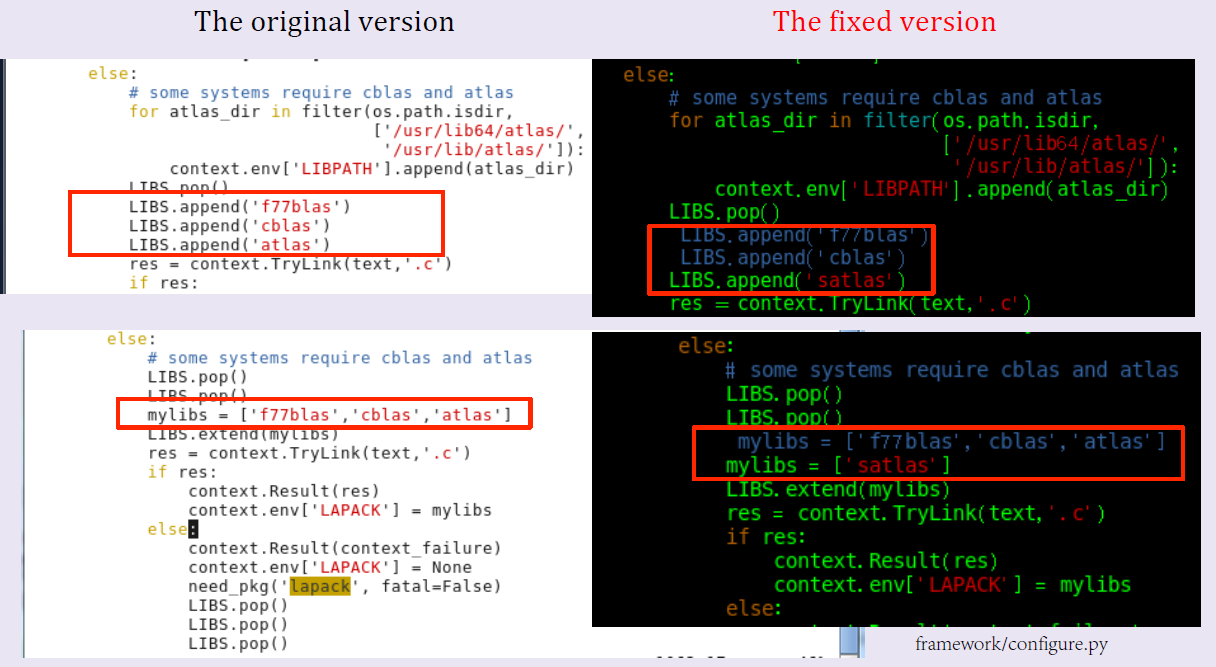 The original version
The fixed version
else:
# some systems require cblas and atlas
for atlas_dir in filter(os.path.isdir,
['/usr/lib64/atlas/',
'/usr/lib/atlas/']):
context.env['LIBPATH'].append(atlas_dir)
LIBS.pop()
LIBS.append('f77blas')
LIBS.append('cblas')
LIBS.append('atlas')
res = context.TryLink(text,'.c')
if res:
else:
# some systems require cblas and atlas
for atlas_dir in filter(os.path.isdir,
['/usr/lib64/atlas/',
'/usr/lib/atlas/']):
context.env['LIBPATH'].append(atlas_dir)
LIBS.pop()
LIBS.append('f77blas')
LIBS.append('cblas')
LIBS.append('satlas')
res = context.TryLink(text,'.c')
else:
# some systems require cblas and atlas
LIBS.pop()
LIBS.pop()
mylibs = ['f77blas','cblas','atlas']
LIBS.extend(mylibs)
res = context.TryLink(text,'.c')
if res:
context.Result(res)
context.env['LAPACK'] = mylibs
else:
context.Result(context_failure)
context.env['LAPACK'] = None
need_pkg('lapack', fatal=False)
LIBS.pop()
LIBS.pop()
LIBS.pop()
else:
# some systems require cblas and atlas
LIBS.pop()
LIBS.pop()
mylibs = ['f77blas','cblas','atlas']
mylibs = ['satlas']
LIBS.extend(mylibs)
res = context.TryLink(text,'.c')
if res:
context.Result(res)
context.env['LAPACK'] = mylibs
else:
framework/configure.py